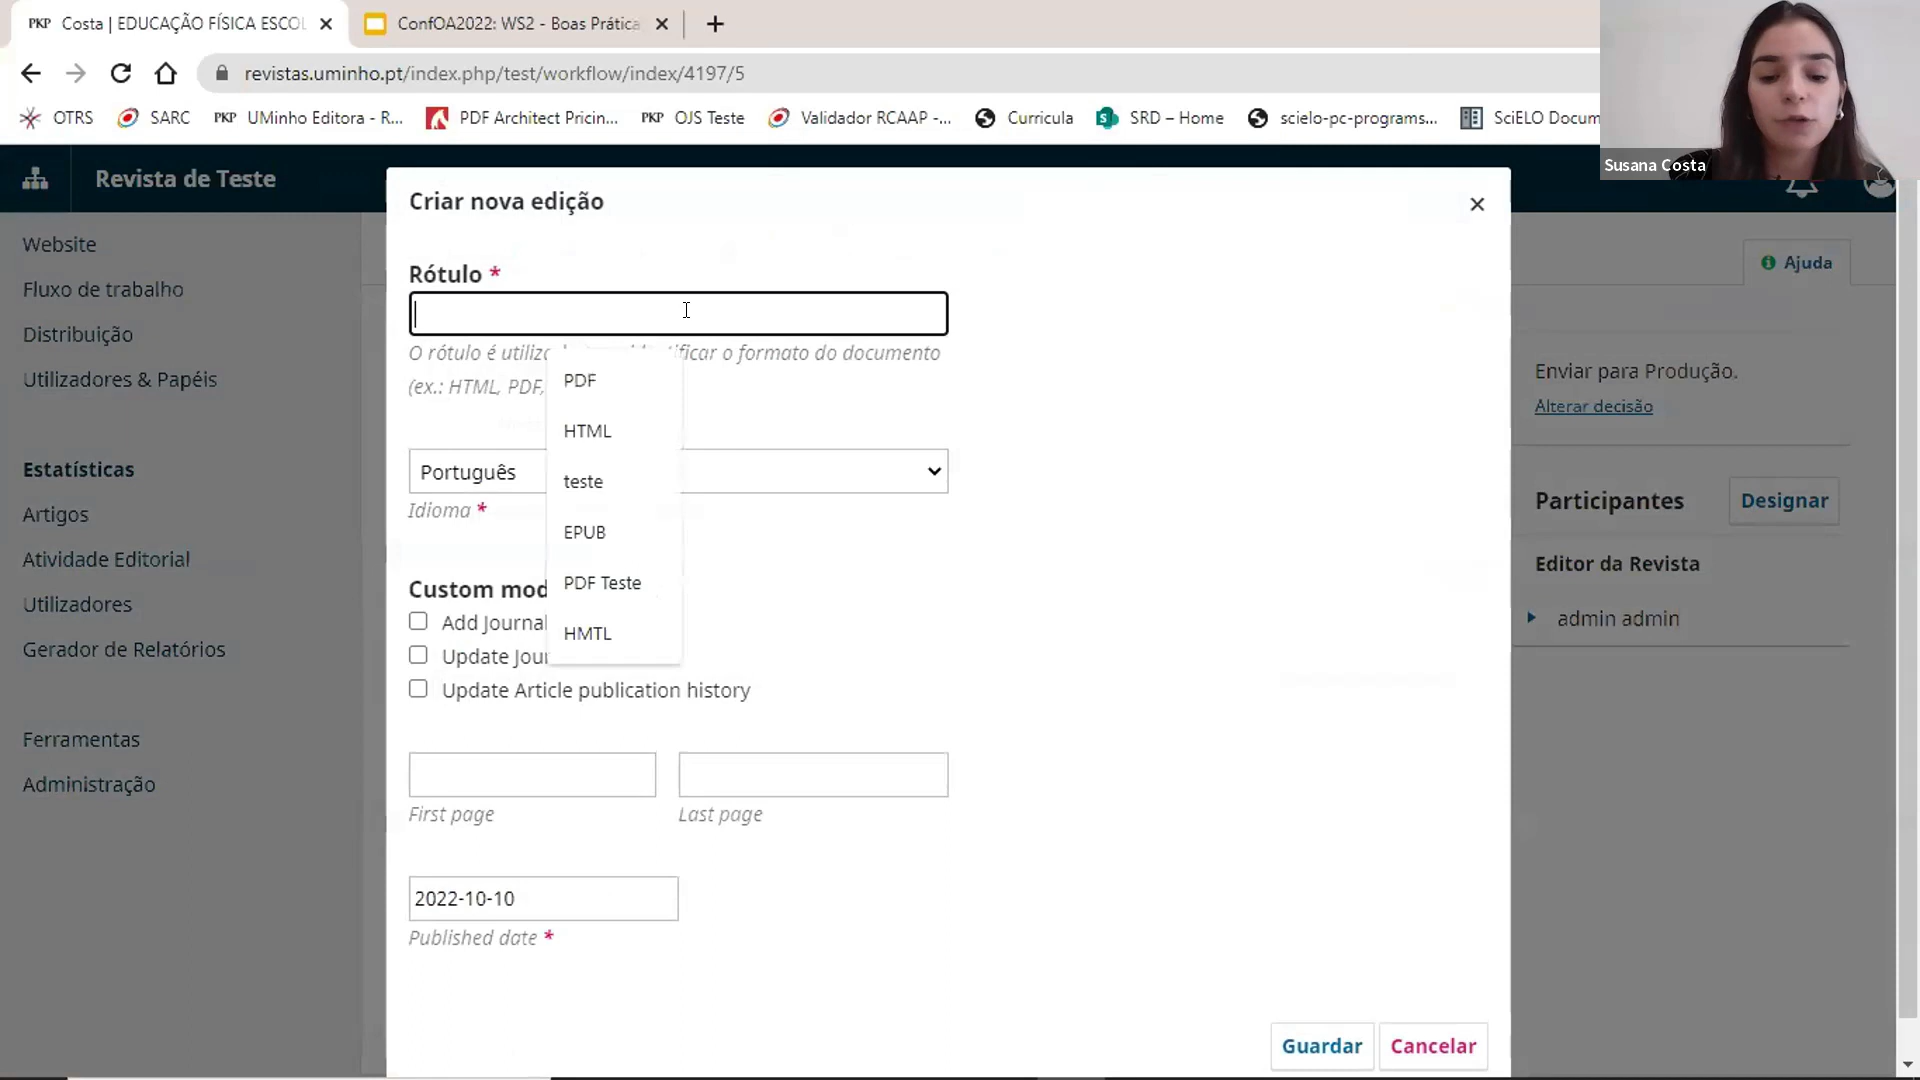 PKP Costa | EDUCAÇÃO FÍSICA ESCOL
ConfOA2022: WS2 - Boas Prática
revistas.uminho.pt/index.php/test/workflow/index/4197/5
OTRS
SARC
PKP UMinho Editora - R...
PDF Architect Pricin...
PKP OJS Teste
Validador RCAAP -...
Curricula
SRD – Home
scielo-pc-programs...
SciELO Docum
Susana Costa
Revista de Teste
Website
Fluxo de trabalho
Distribuição
Utilizadores & Papéis
Estatísticas
Artigos
Atividade Editorial
Utilizadores
Gerador de Relatórios
Ferramentas
Administração
Criar nova edição
Rótulo *
O rótulo é utiliz ificar o formato do documento
(ex.: HTML, PDF,
PDF
HTML
teste
EPUB
PDF Teste
HMTL
Português
Idioma *
Custom mod
Add Journal
Update Jour
Update Article publication history
First page
Last page
2022-10-10
Published date *
Guardar
Cancelar
Ajuda
Enviar para Produção.
Alterar decisão
Participantes
Designar
Editor da Revista
admin admin